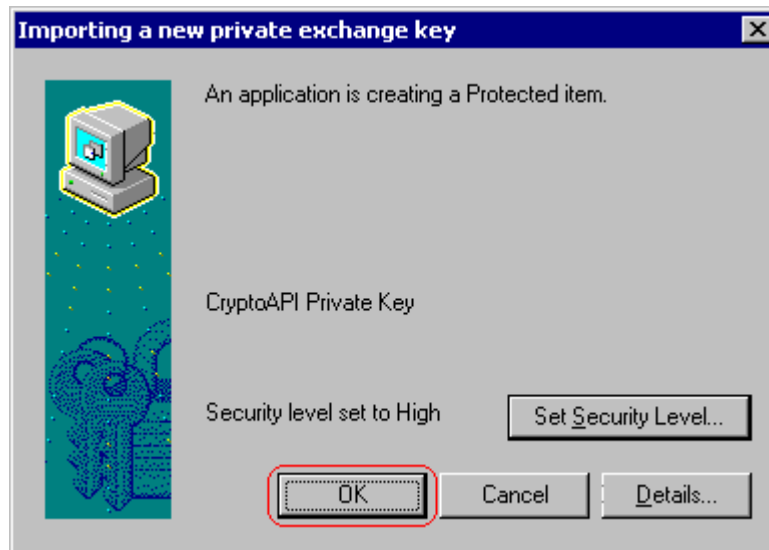 Importing a new private exchange key
An application is creating a Protected item.
CryptoAPI Private Key
Security level set to High
Set Security Level...
OK
Cancel
Details...